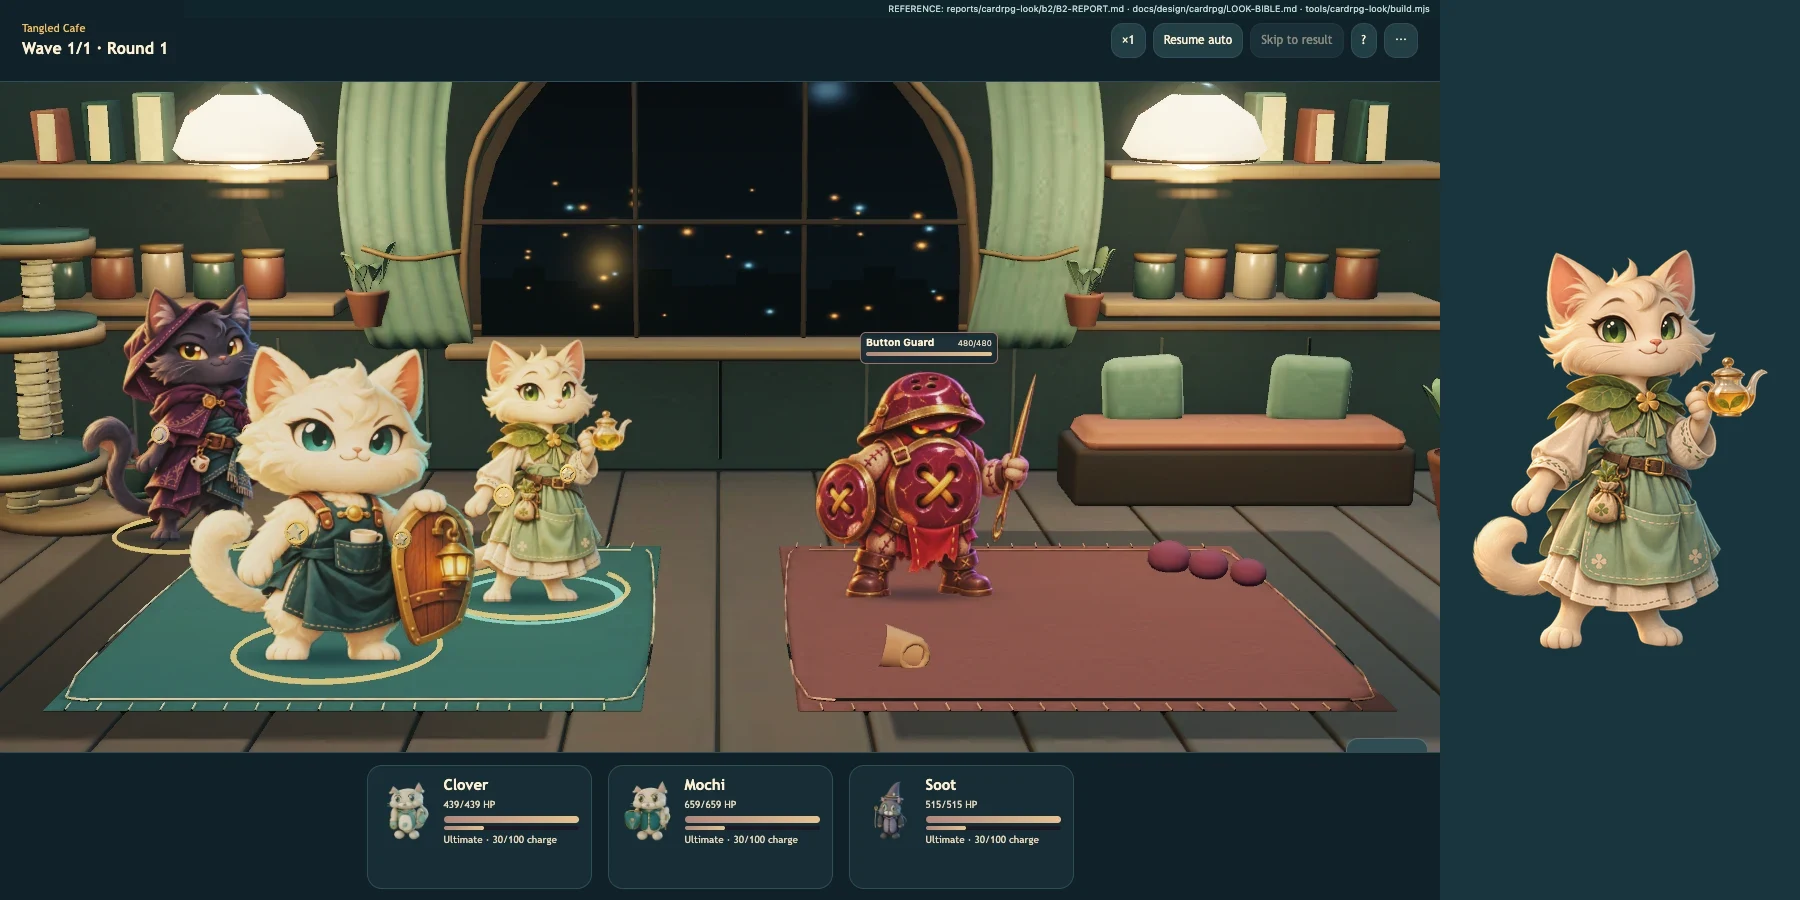 REFERENCE: reports/cardrpg-look/b2/B2-REPORT.md · docs/design/cardrpg/LOOK-BIBLE.md · tools/cardrpg-look/build.mjs
Tangled Cafe
Wave 1/1 · Round 1
×1
Resume auto
Skip to result
?
···
Button Guard
480/480
Clover
439/439 HP
Ultimate · 30/100 charge
Mochi
659/659 HP
Ultimate · 30/100 charge
Soot
515/515 HP
Ultimate · 30/100 charge